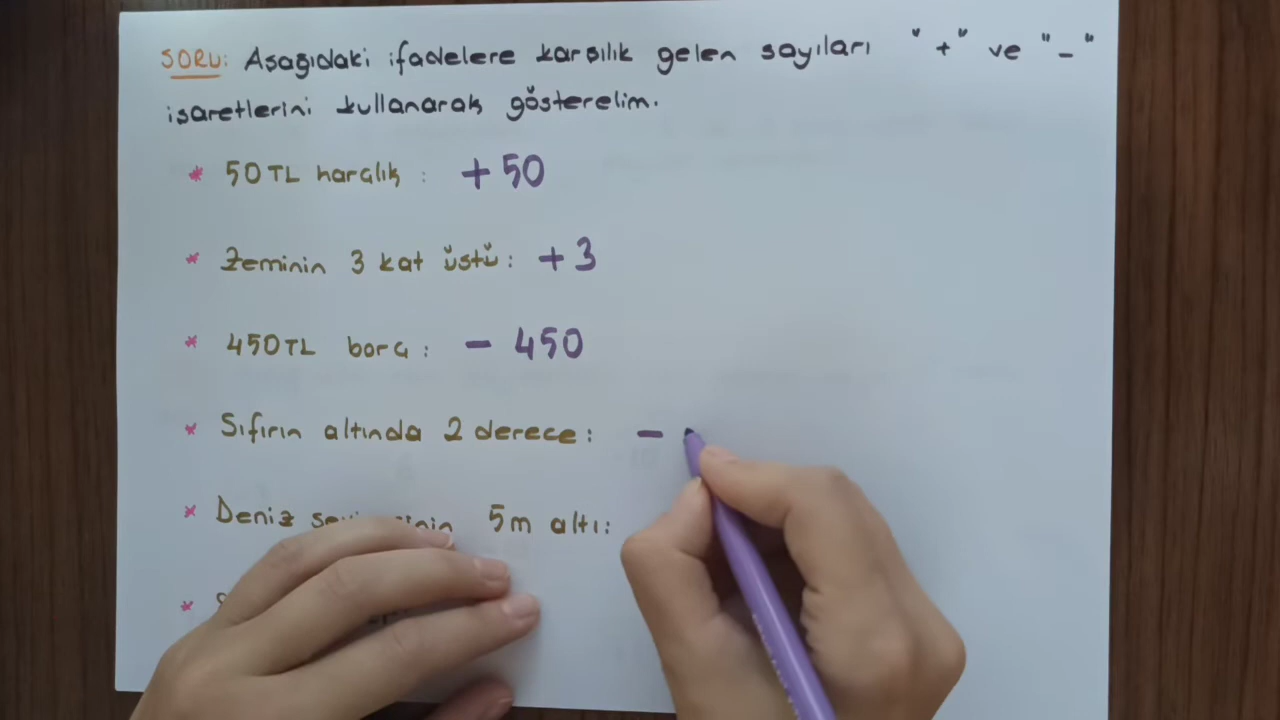 SORU: Aşağıdaki ifadelere karşılık gelen sayıları "+" ve "-"
işaretlerini kullanarak gösterelim.
* 50 TL harçlık : +50
* Zeminin 3 kat üstü: +3
* 450 TL borç : - 450
* Sıfırın altında 2 derece: -
* Deniz 5m altı:
*